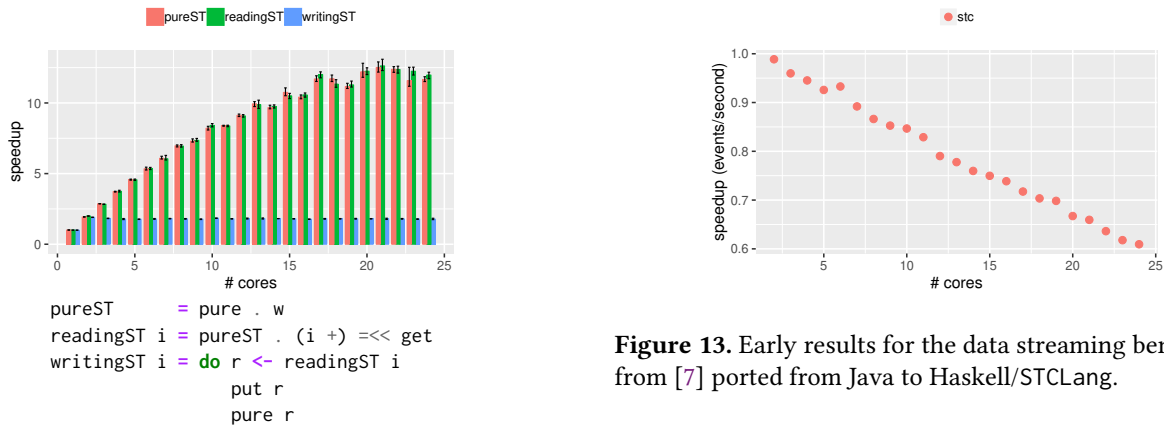 pureST readingST writingST
speedup
10
5
0
0 5 10 15 20 25
# cores
pureST = pure . w
readingST i = pureST . (i +) =<< get
writingST i = do r <- readingST i
put r
pure r
stc
speedup (events/second)
1.0
0.9
0.8
0.7
0.6
5 10 15 20 25
# cores
Figure 13. Early results for the data streaming ber
from [7] ported from Java to Haskell/STCLang.